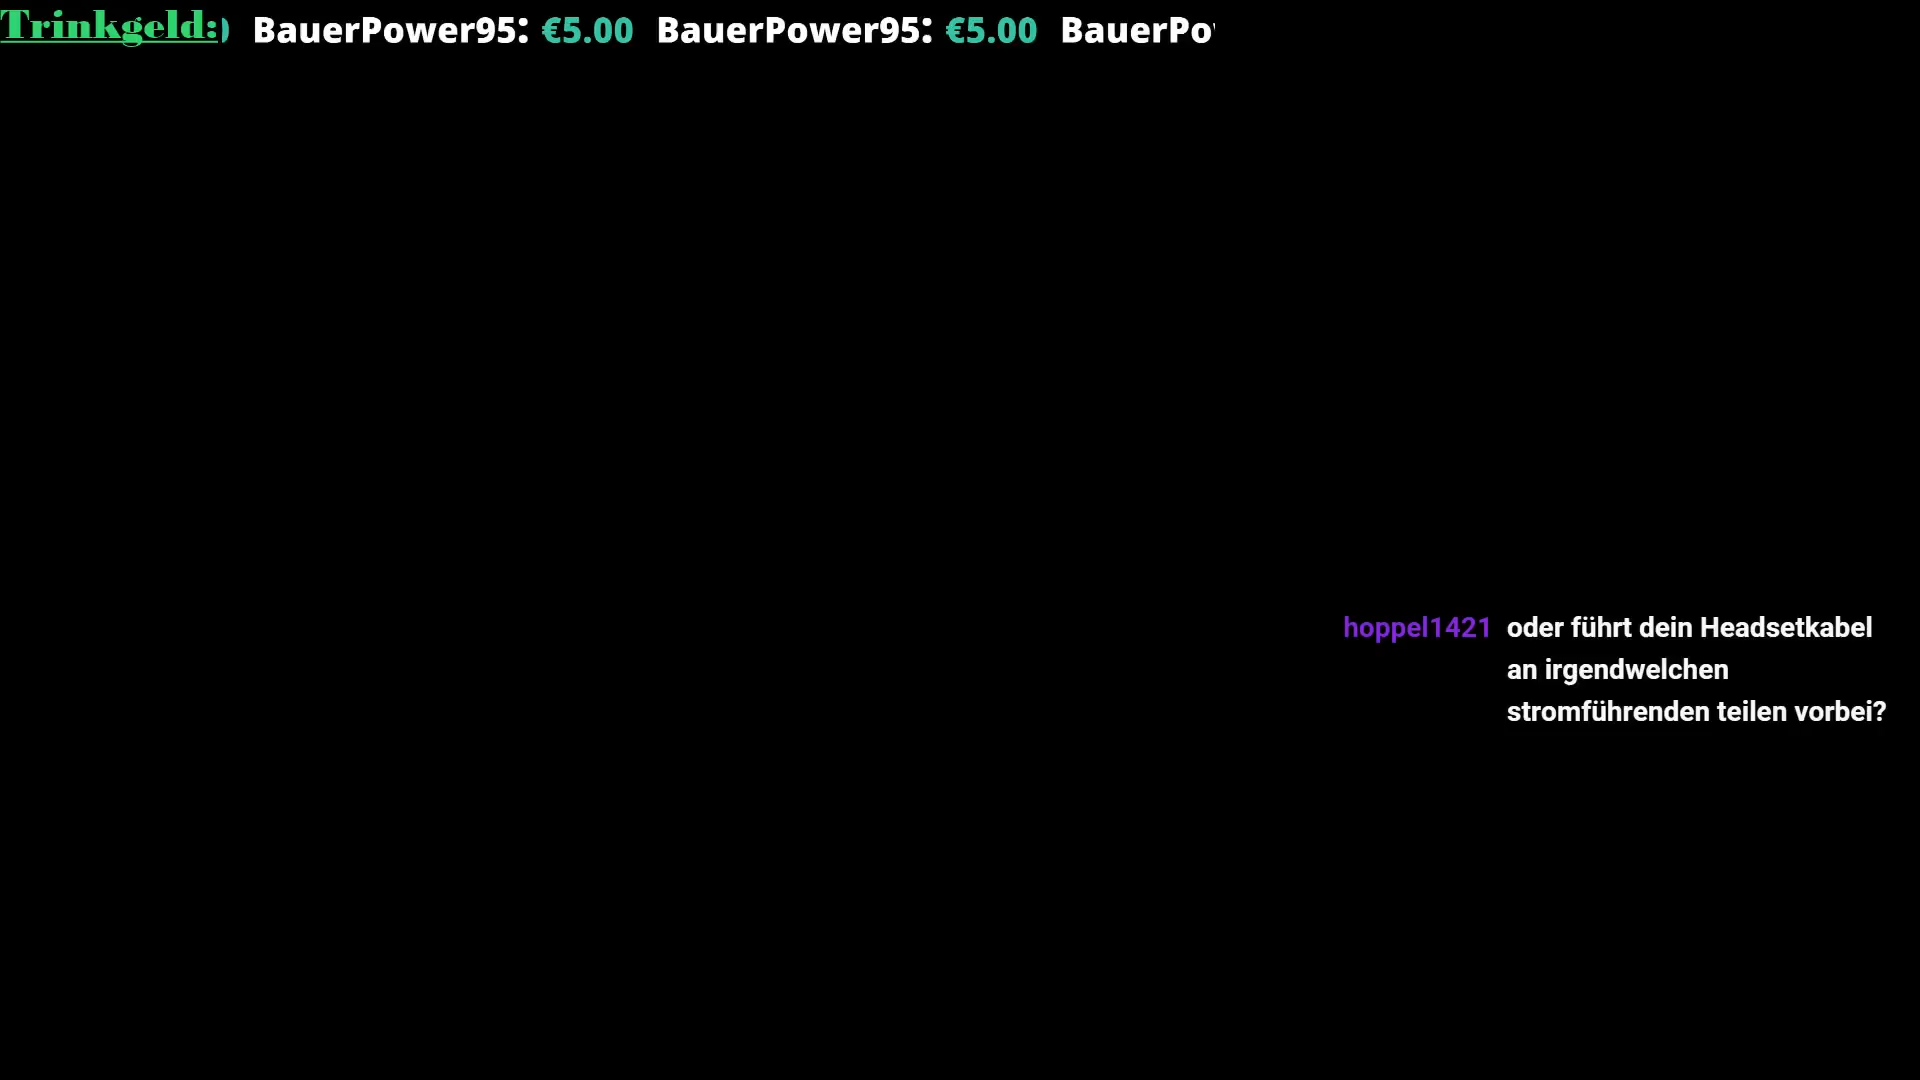 Trinkgeld: BauerPower95: €5.00 BauerPower95: €5.00
hoppel1421 oder führt dein Headsetkabel
an irgendwelchen
stromführenden teilen vorbei?